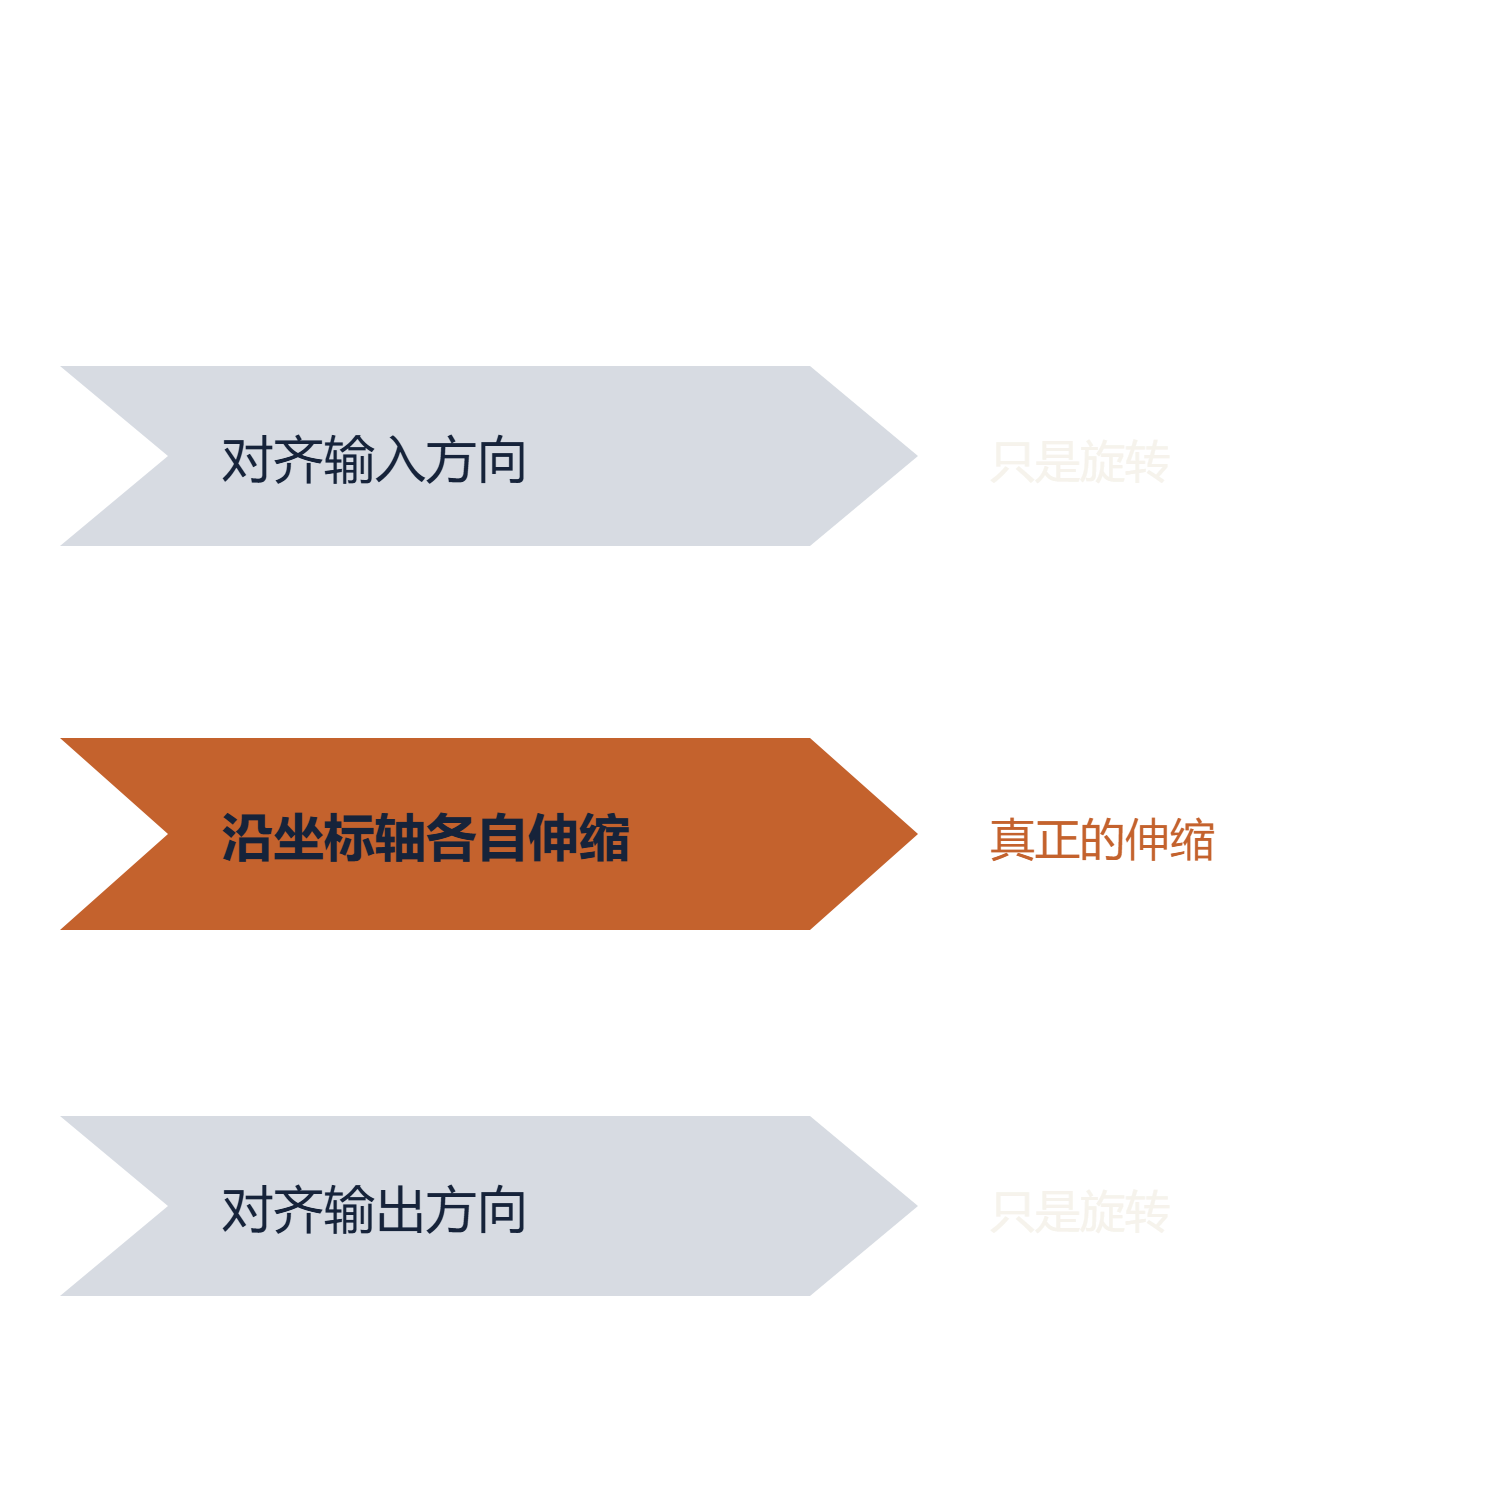 对齐输入方向
只是旋转
沿坐标轴各自伸缩
真正的伸缩
对齐输出方向
只是旋转